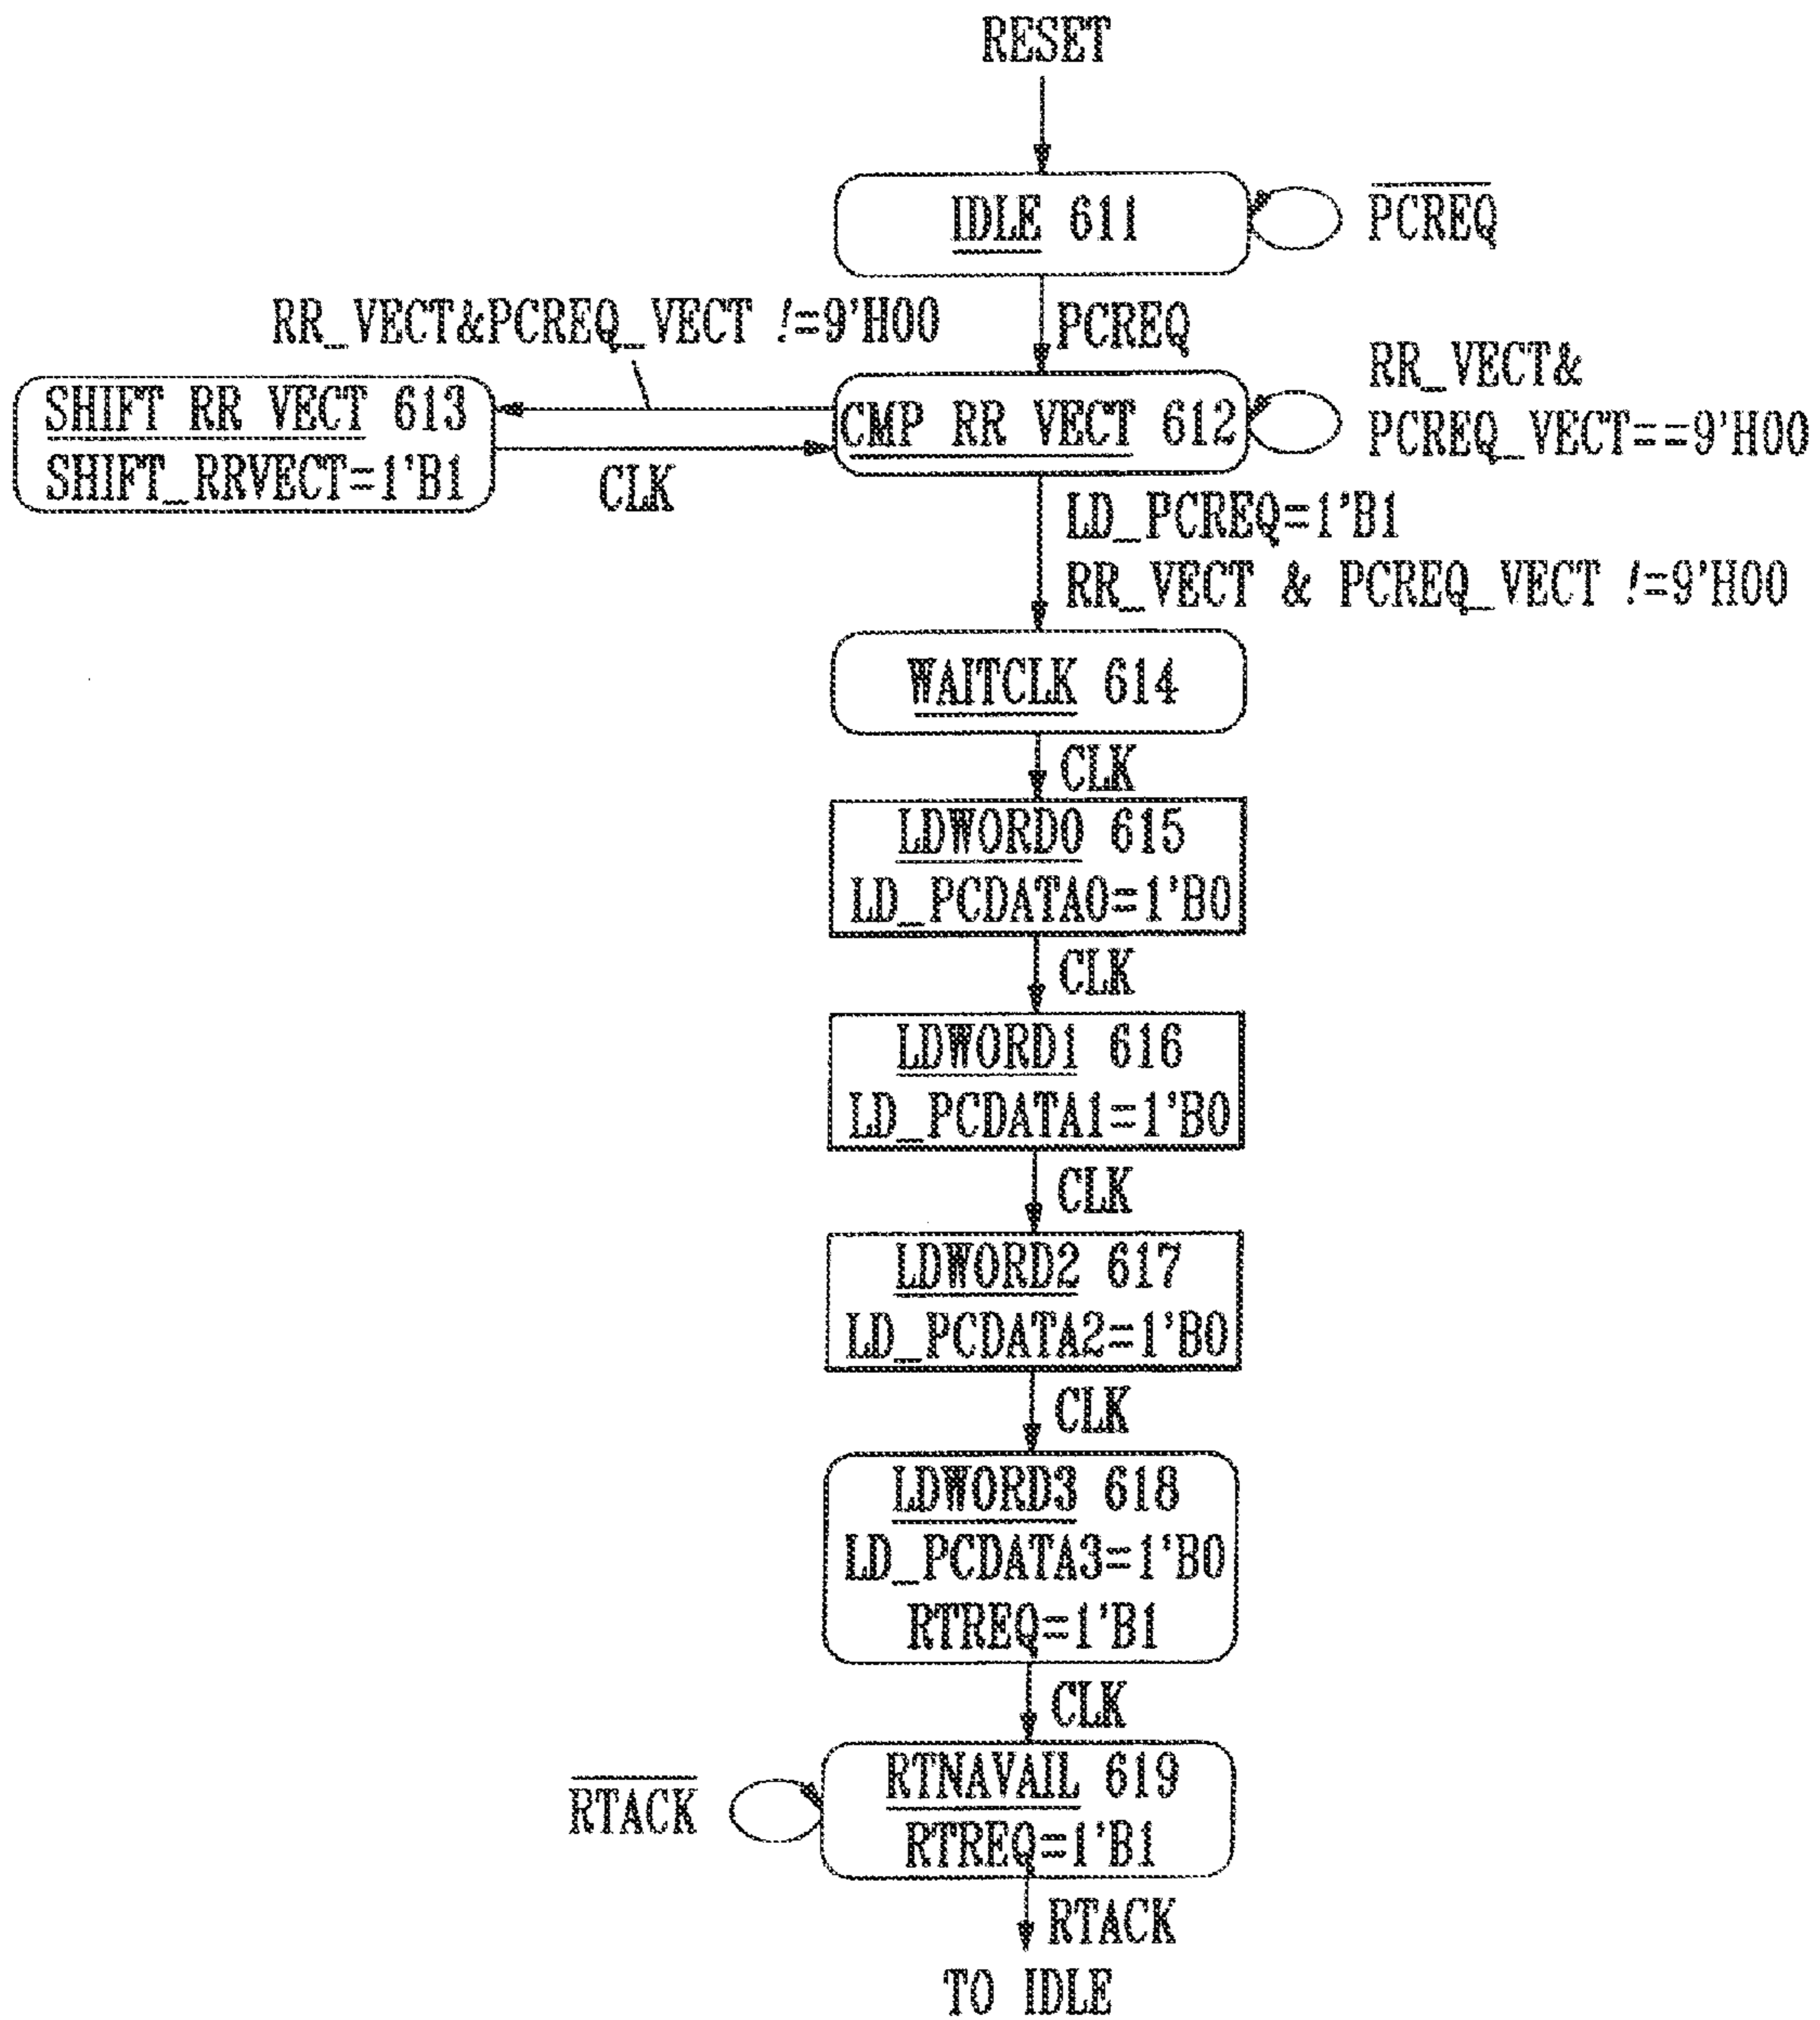 RESET
IDLE 611
PCREQ
RR_VECT&PCREQ_VECT !=9'H00
PCREQ
RR_VECT&
PCREQ_VECT==9'H00
SHIFT RR VECT 613
SHIFT_RRVECT=1'B1
CLK
CMP RR VECT 612
LD_PCREQ=1'B1
RR_VECT & PCREQ_VECT !=9'H00
WAITCLK 614
CLK
LDWORD0 615
LD_PCDATA0=1'B0
CLK
LDWORD1 616
LD_PCDATA1=1'B0
CLK
LDWORD2 617
LD_PCDATA2=1'B0
CLK
LDWORD3 618
LD_PCDATA3=1'B0
RTREQ=1'B1
CLK
RTNAVAIL 619
RTREQ=1'B1
RTACK
RTACK
TO IDLE